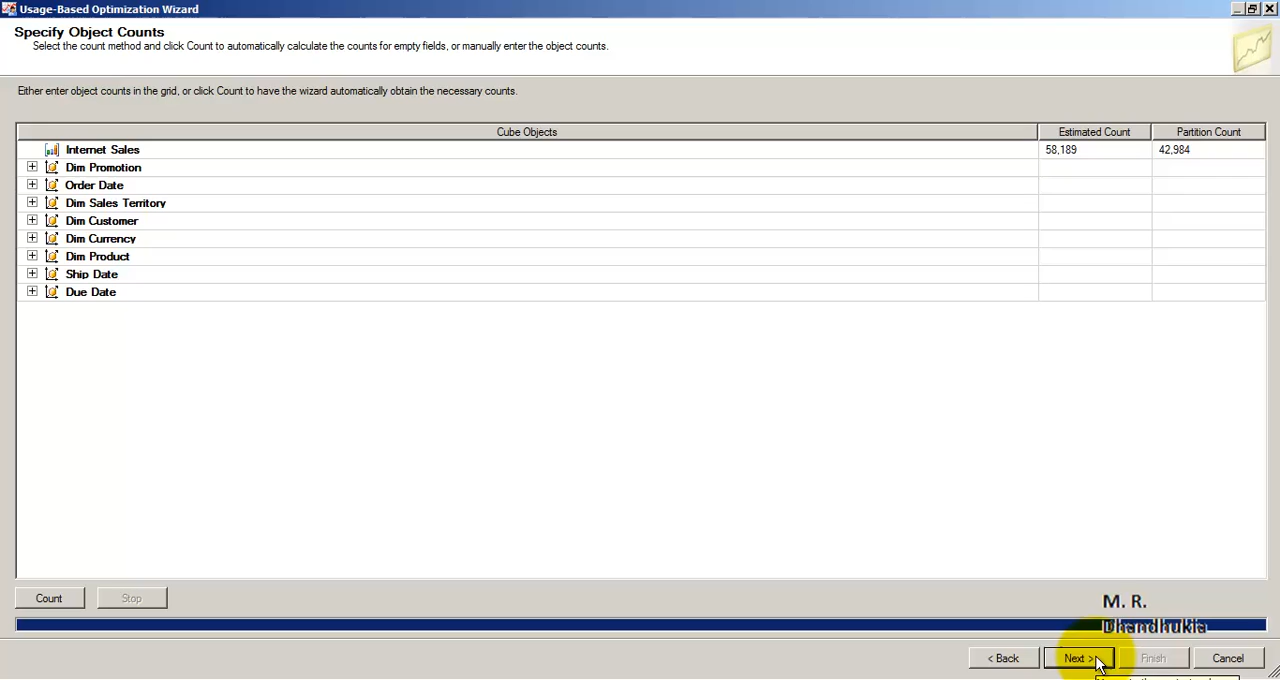 Usage-Based Optimization Wizard
Specify Object Counts
Select the count method and click Count to automatically calculate the counts for empty fields, or manually enter the object counts.
Either enter object counts in the grid, or click Count to have the wizard automatically obtain the necessary counts.
Cube Objects Estimated Count Partition Count
Internet Sales 58,189 42,984
Dim Promotion
Order Date
Dim Sales Territory
Dim Customer
Dim Currency
Dim Product
Ship Date
Due Date
Count Stop
M. R.
Dhandhukia
< Back Next > Finish Cancel